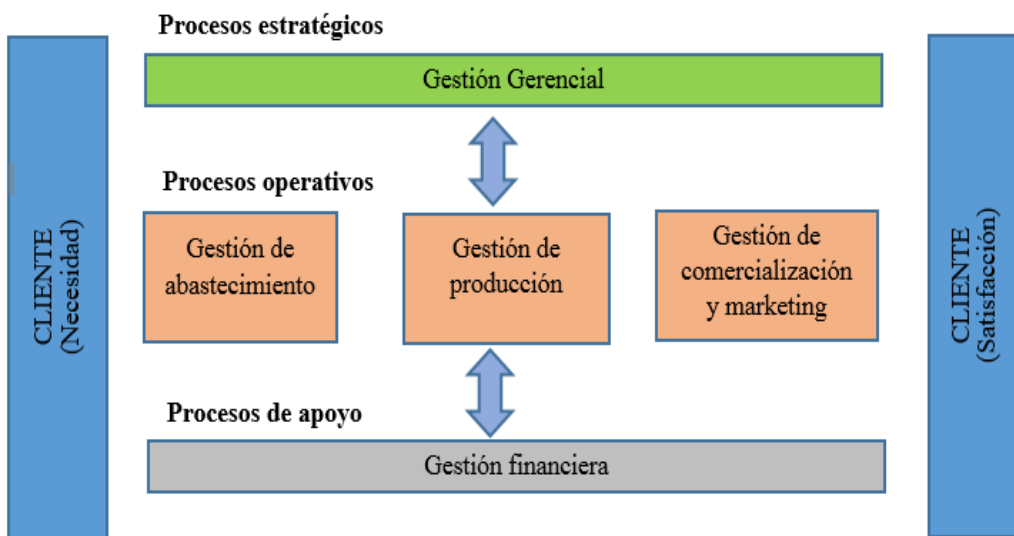 Procesos estratégicos
Gestión Gerencial
Procesos operativos
CLIENTE
(Necesidad)
Gestión de
abastecimiento
Gestión de
producción
Gestión de
comercialización
y marketing
CLIENTE
(Satisfacción)
Procesos de apoyo
Gestión financiera